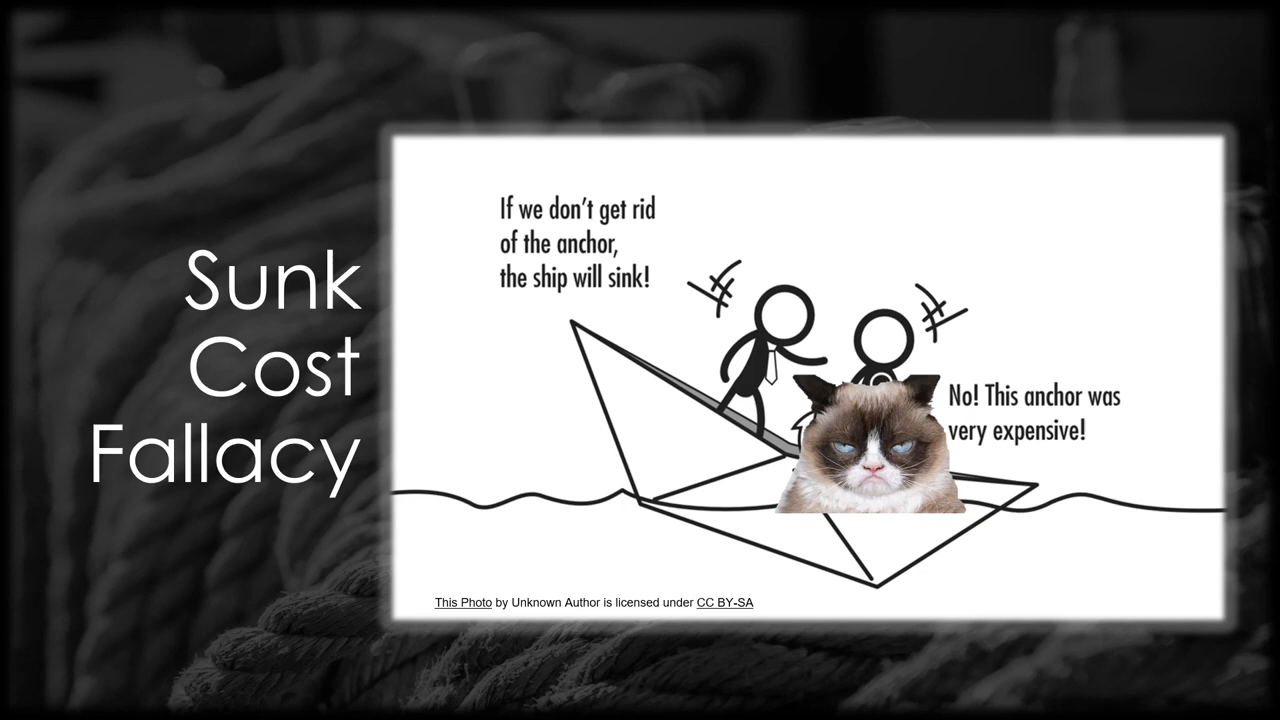 Sunk
Cost
Fallacy
If we don’t get rid
of the anchor,
the ship will sink!
No! This anchor was
very expensive!
This Photo by Unknown Author is licensed under CC BY-SA